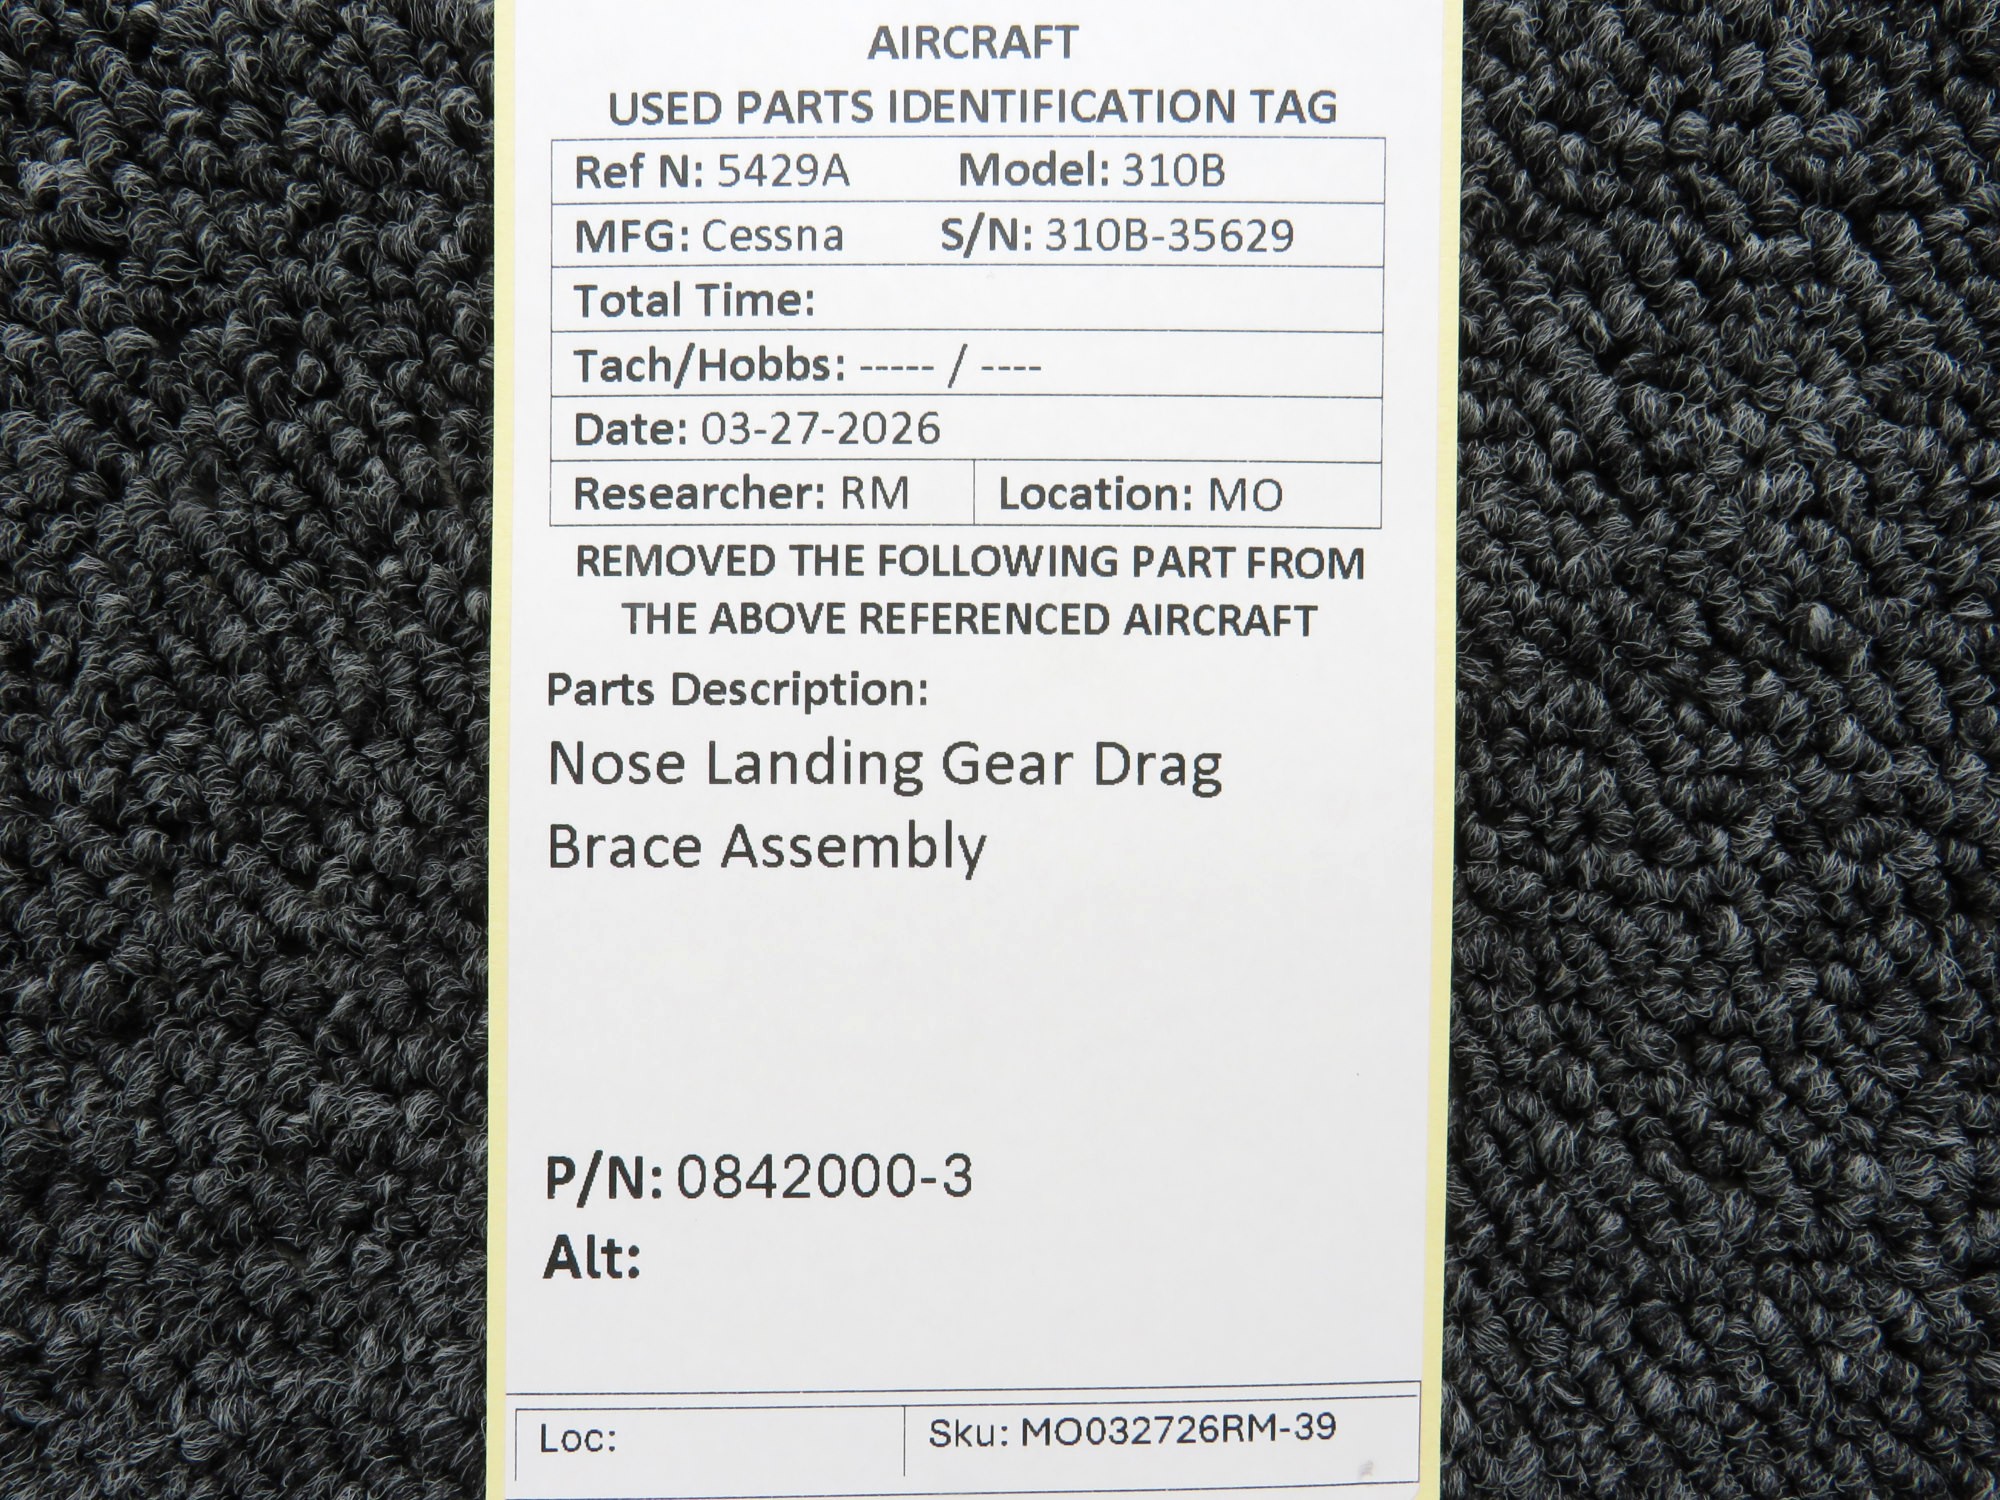 AIRCRAFT
USED PARTS IDENTIFICATION TAG
Ref N: 5429A Model: 310B
MFG: Cessna S/N: 310B-35629
Total Time:
Tach/Hobbs: ----- / ----
Date: 03-27-2026
Researcher: RM Location: MO
REMOVED THE FOLLOWING PART FROM
THE ABOVE REFERENCED AIRCRAFT
Parts Description:
Nose Landing Gear Drag
Brace Assembly
P/N: 0842000-3
Alt:
Loc: Sku: MO032726RM-39